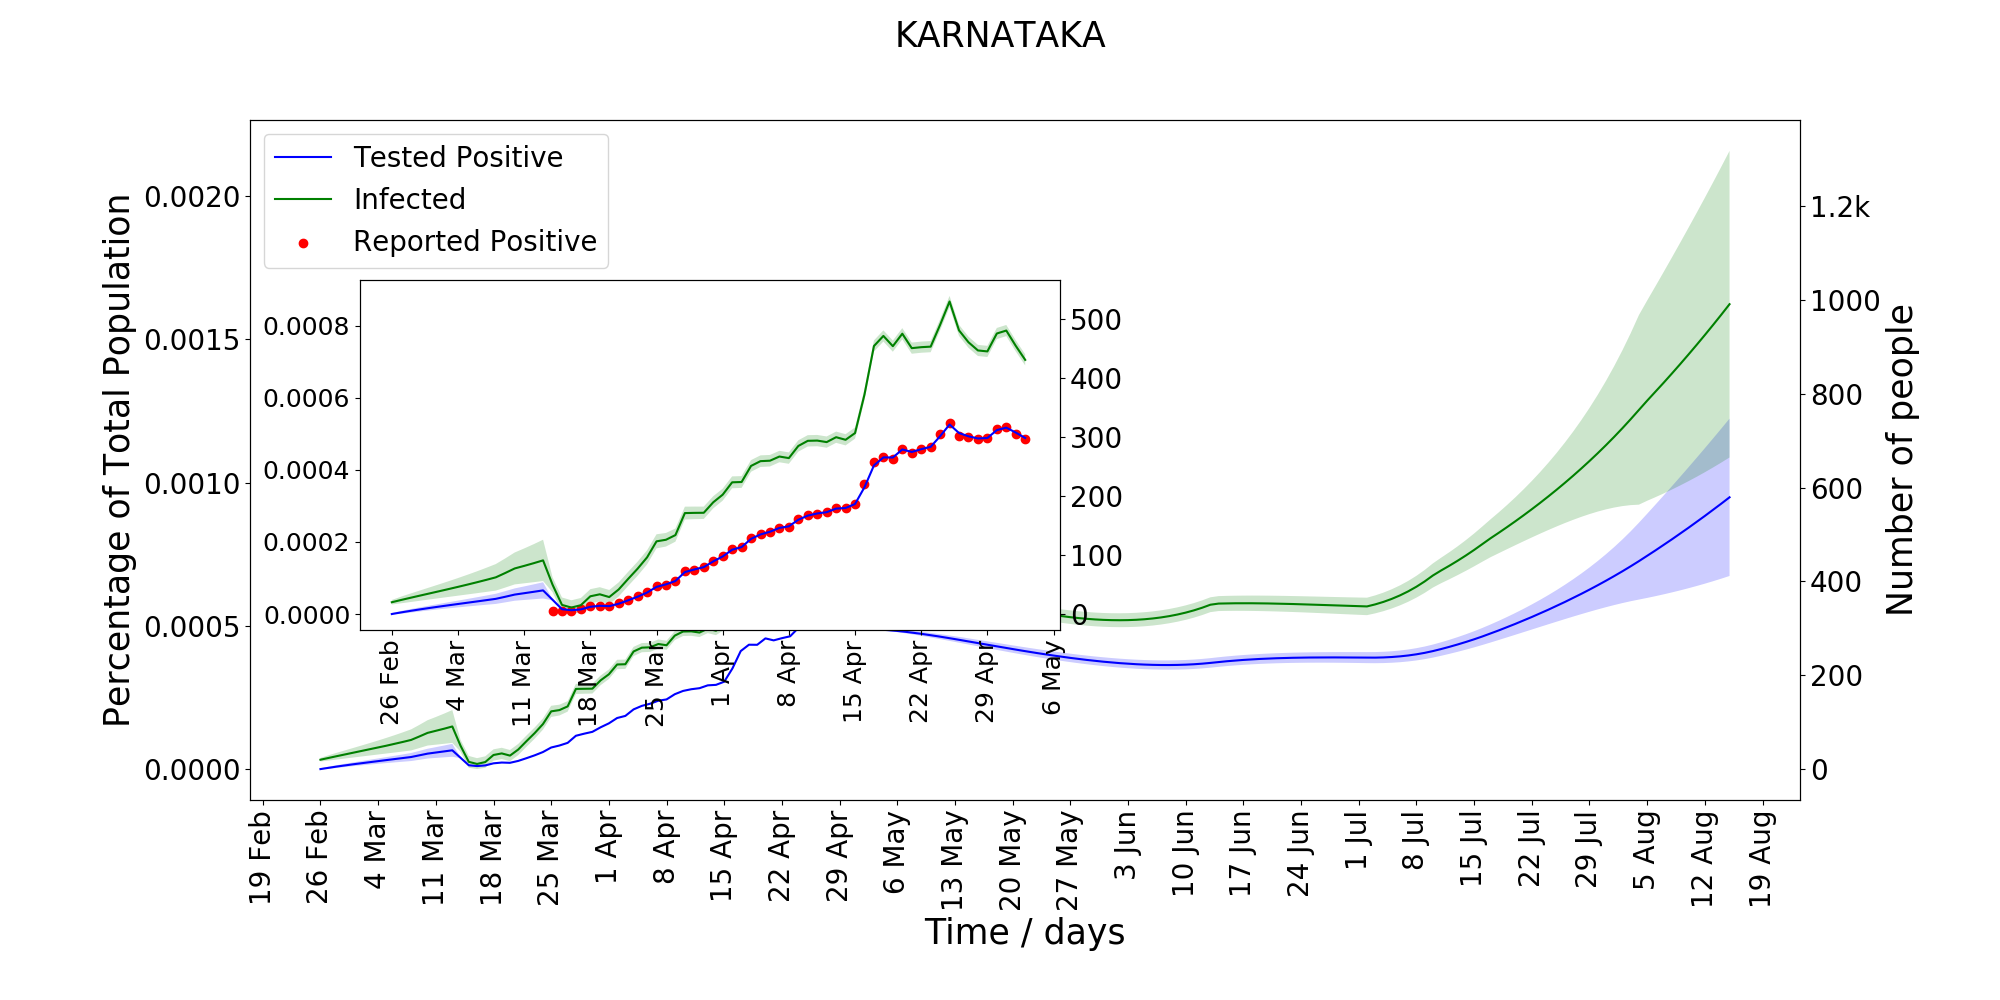 KARNATAKA
Tested Positive
Infected
Reported Positive
Percentage of Total Population
0.0020
0.0015
0.0010
0.0005
0.0000
1.2k
1000
800
600
400
200
0
Number of people
0.0008
0.0006
0.0004
0.0002
0.0000
500
400
300
200
100
0
26 Feb
4 Mar
11 Mar
18 Mar
25 Mar
1 Apr
8 Apr
15 Apr
22 Apr
29 Apr
6 May
19 Feb
26 Feb
4 Mar
11 Mar
18 Mar
25 Mar
1 Apr
8 Apr
15 Apr
22 Apr
29 Apr
6 May
13 May
20 May
27 May
3 Jun
10 Jun
17 Jun
24 Jun
1 Jul
8 Jul
15 Jul
22 Jul
29 Jul
5 Aug
12 Aug
19 Aug
Time / days